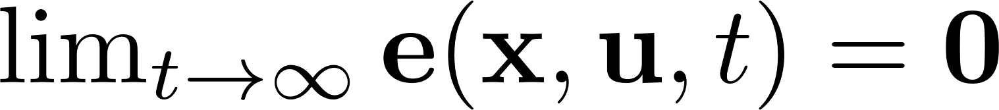 lim_{t→∞} e(x, u, t) = 0